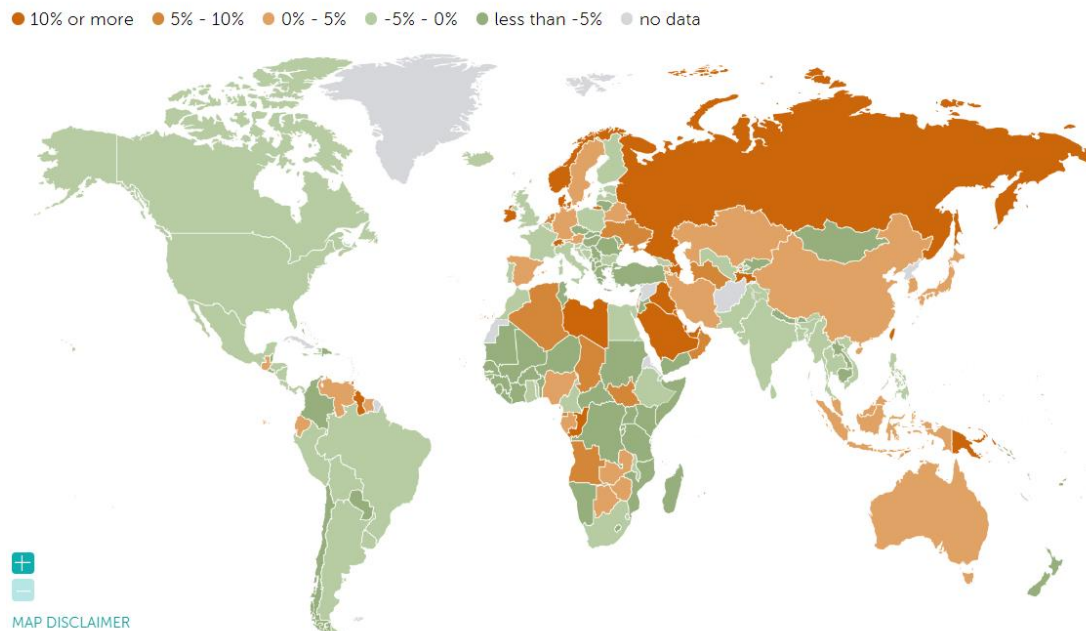 10% or more 5% - 10% 0% - 5% -5% - 0% less than -5% no data
MAP DISCLAIMER